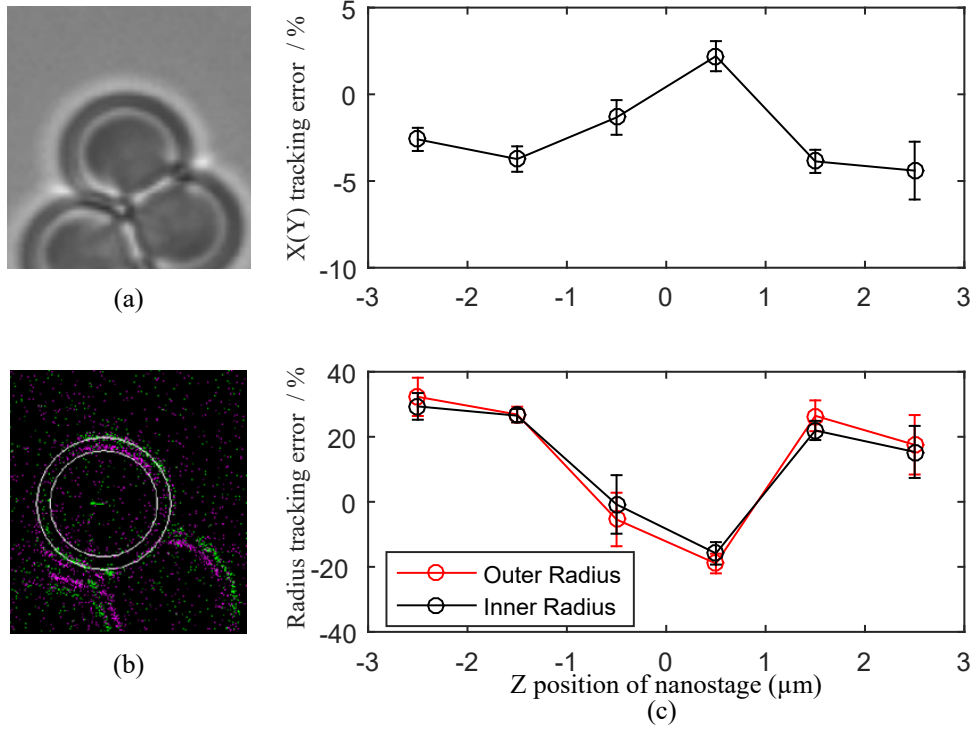 5
0
-5
-10
X(Y) tracking error / %
-3 -2 -1 0 1 2 3
(a)
40
20
0
-20
-40
Radius tracking error / %
Outer Radius
Inner Radius
-3 -2 -1 0 1 2 3
Z position of nanostage (µm)
(b)
(c)